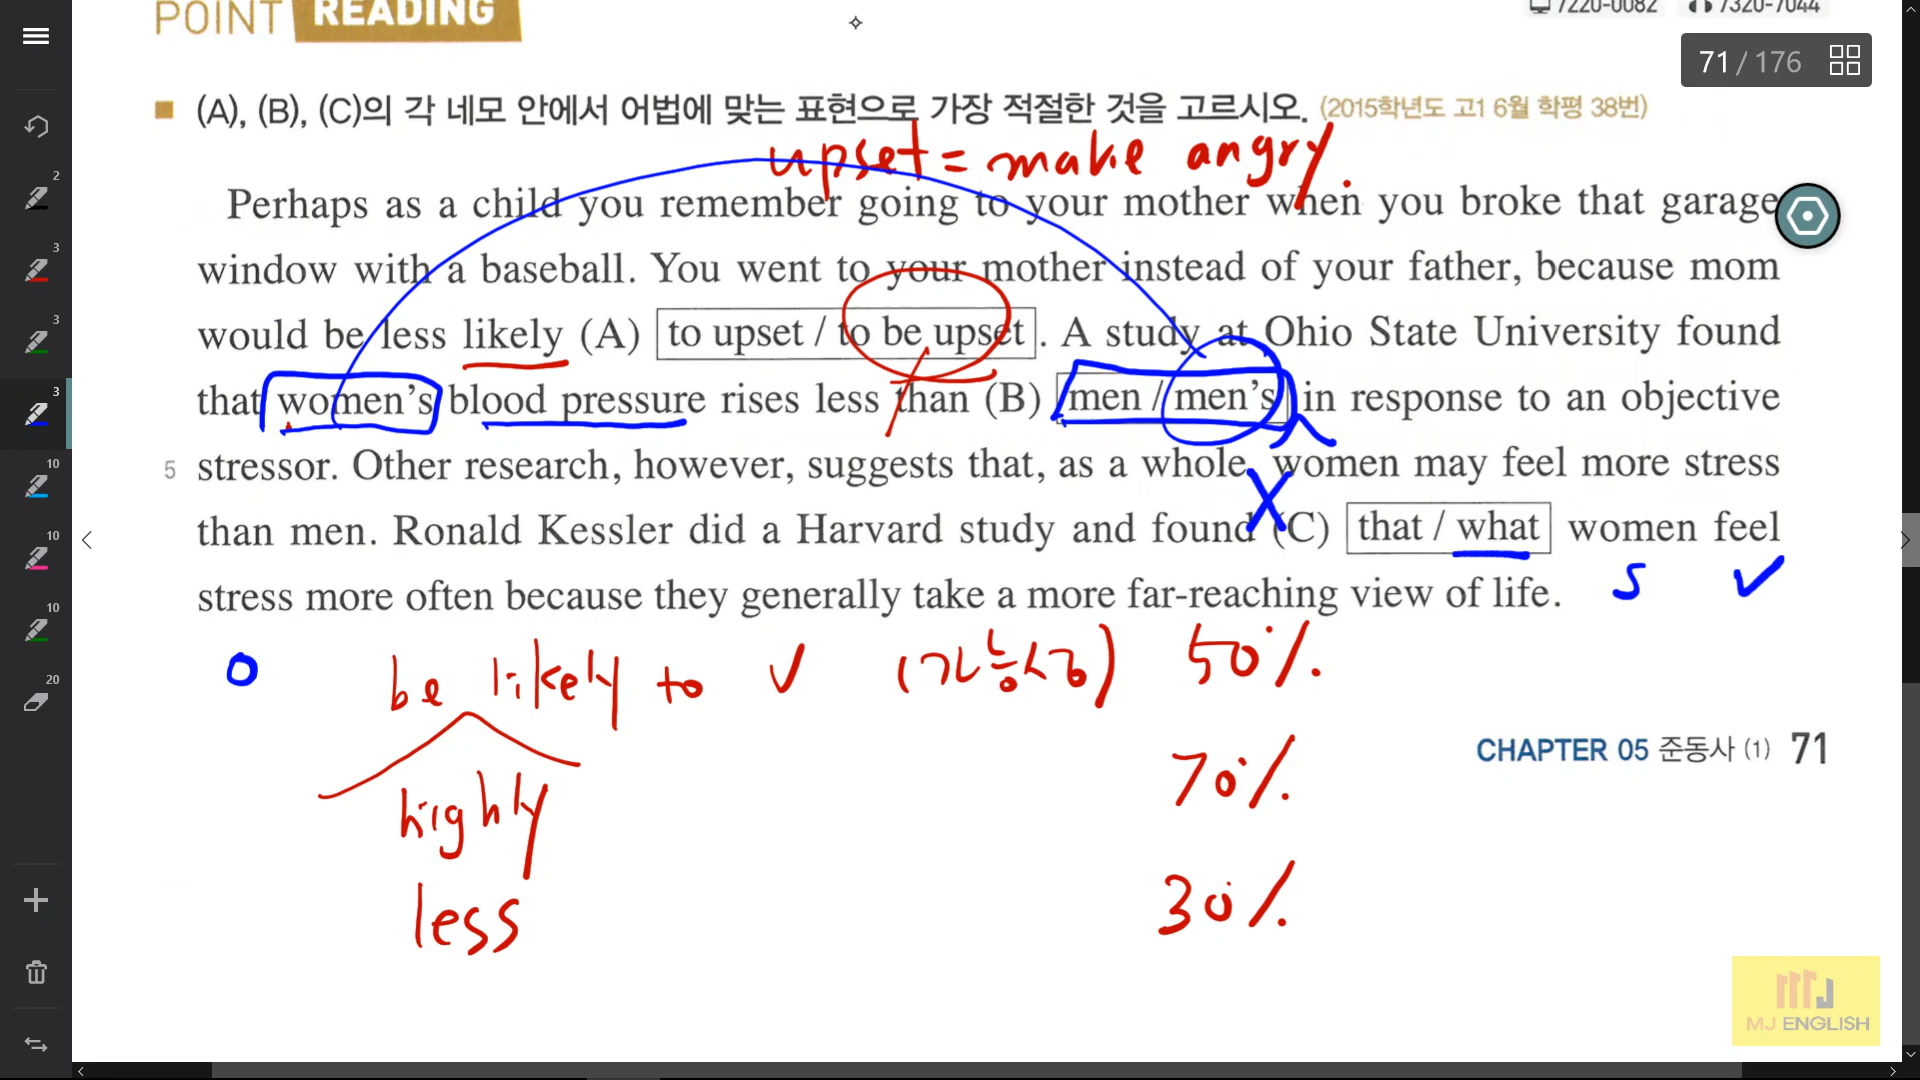 POINT READING
7220-0082 7320-7044
71 / 176
(A), (B), (C)의 각 네모 안에서 어법에 맞는 표현으로 가장 적절한 것을 고르시오. (2015학년도 고1 6월 학평 38번)
upset = make angry.
Perhaps as a child you remember going to your mother when you broke that garage
window with a baseball. You went to your mother instead of your father, because mom
would be less likely (A) to upset / to be upset . A study at Ohio State University found
that women's blood pressure rises less than (B) men / men's in response to an objective
5 stressor. Other research, however, suggests that, as a whole, women may feel more stress
than men. Ronald Kessler did a Harvard study and found (C) that / what women feel
S V
stress more often because they generally take a more far-reaching view of life.
O be likely to V (가능성) 50%.
CHAPTER 05 준동사 (1) 71
highly 70%.
less 30%.
MJ ENGLISH
2
3
3
3
10
10
10
20